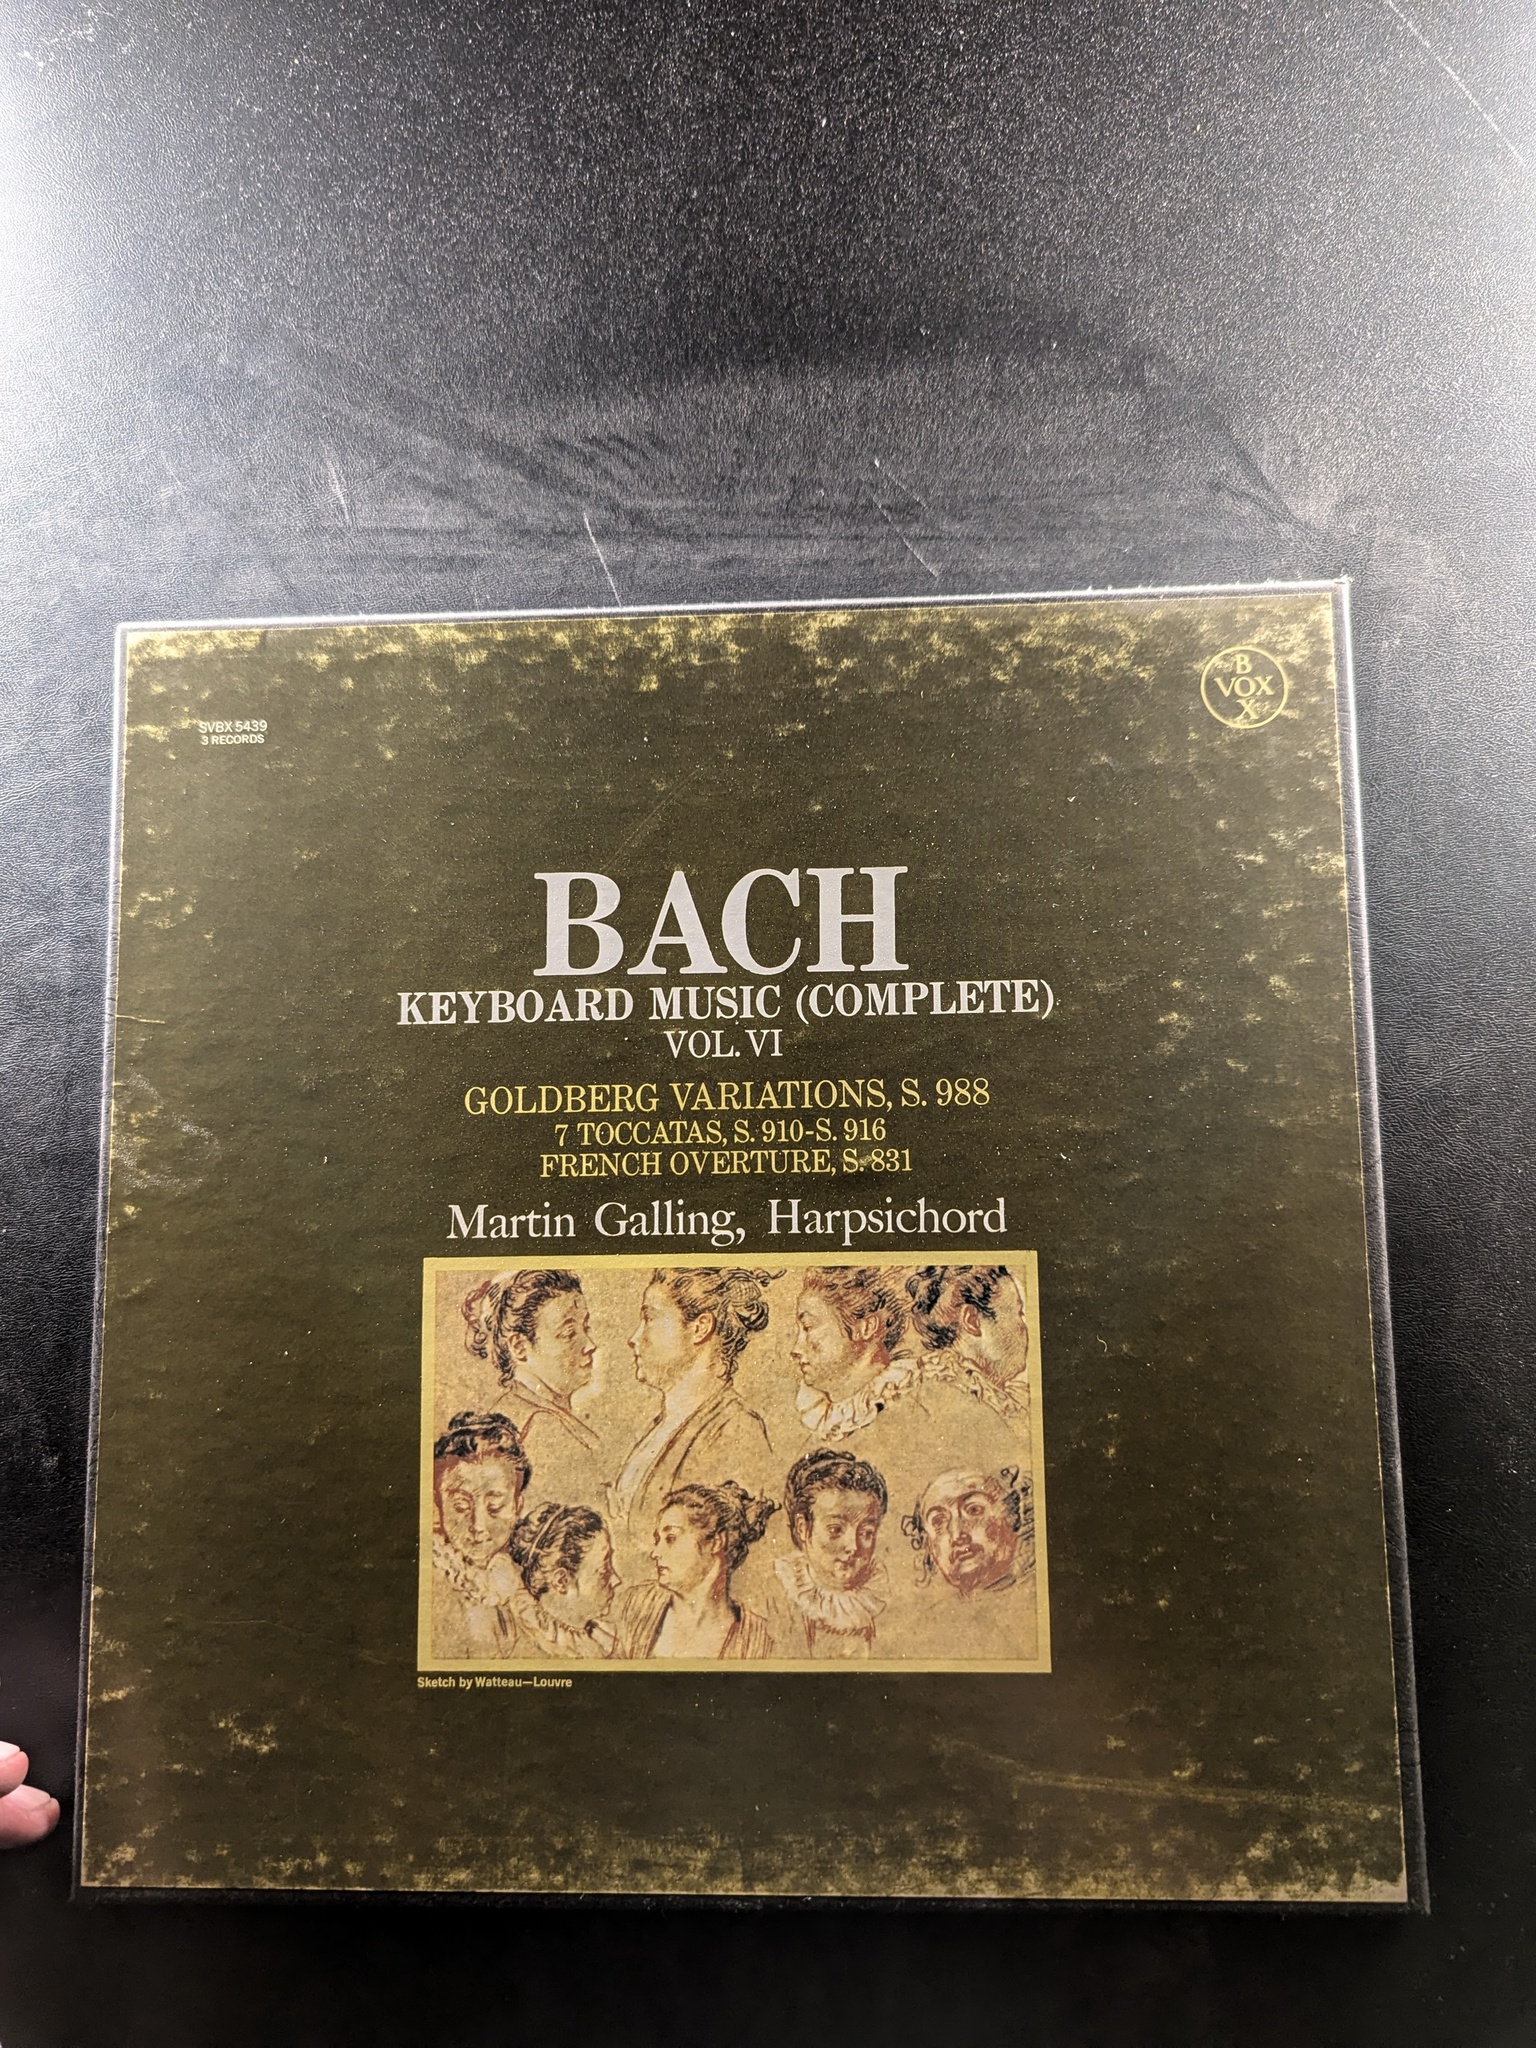 SVBX 5439
3 RECORDS
B
VOX
X
BACH
KEYBOARD MUSIC (COMPLETE)
VOL. VI
GOLDBERG VARIATIONS, S. 988
7 TOCCATAS, S. 910-S. 916
FRENCH OVERTURE, S. 831
Martin Galling, Harpsichord
Sketch by Watteau—Louvre